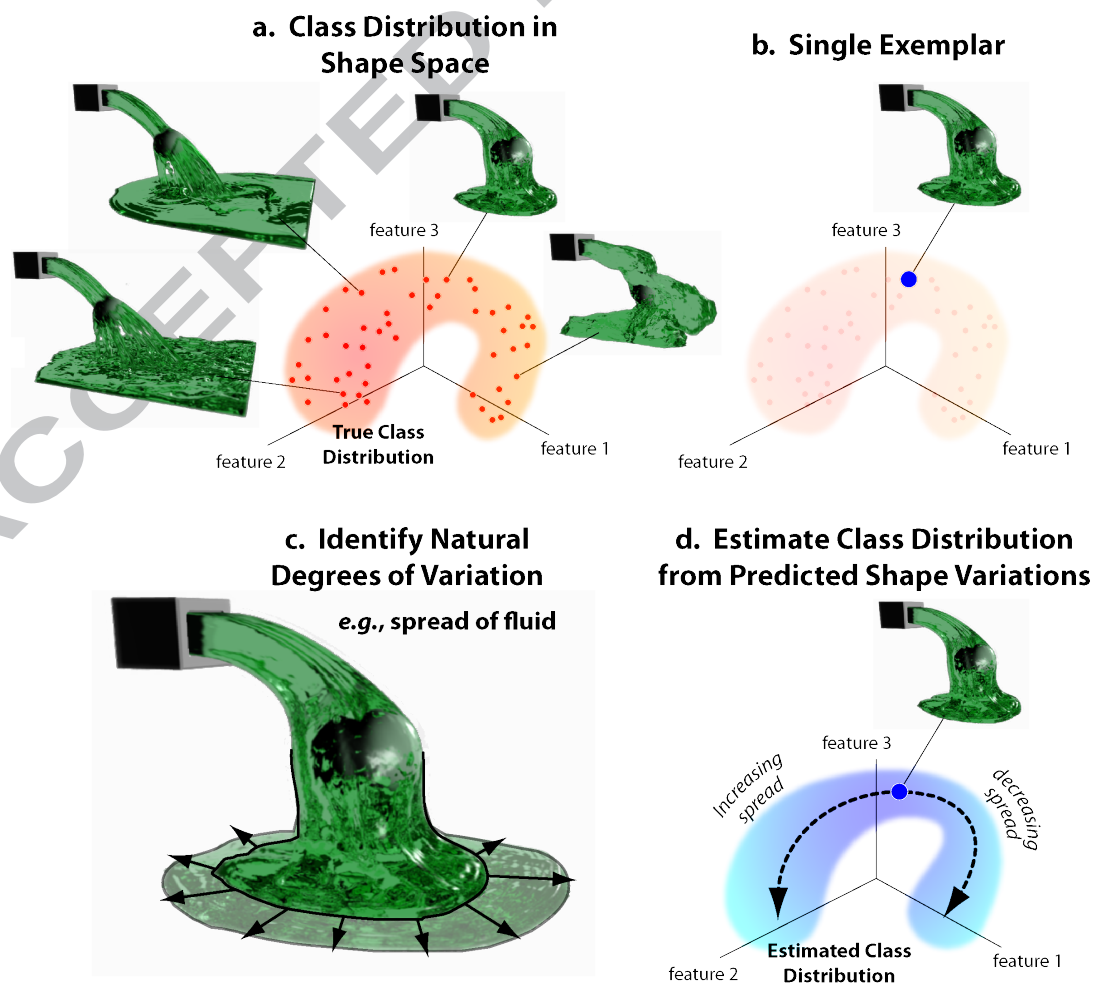 a. Class Distribution in
Shape Space
b. Single Exemplar
feature 3
feature 2
True Class
Distribution
feature 1
feature 3
feature 2
feature 1
c. Identify Natural
Degrees of Variation
e.g., spread of fluid
d. Estimate Class Distribution
from Predicted Shape Variations
feature 3
Increasing
spread
decreasing
spread
feature 2
Estimated Class
Distribution
feature 1
ACCEPTED